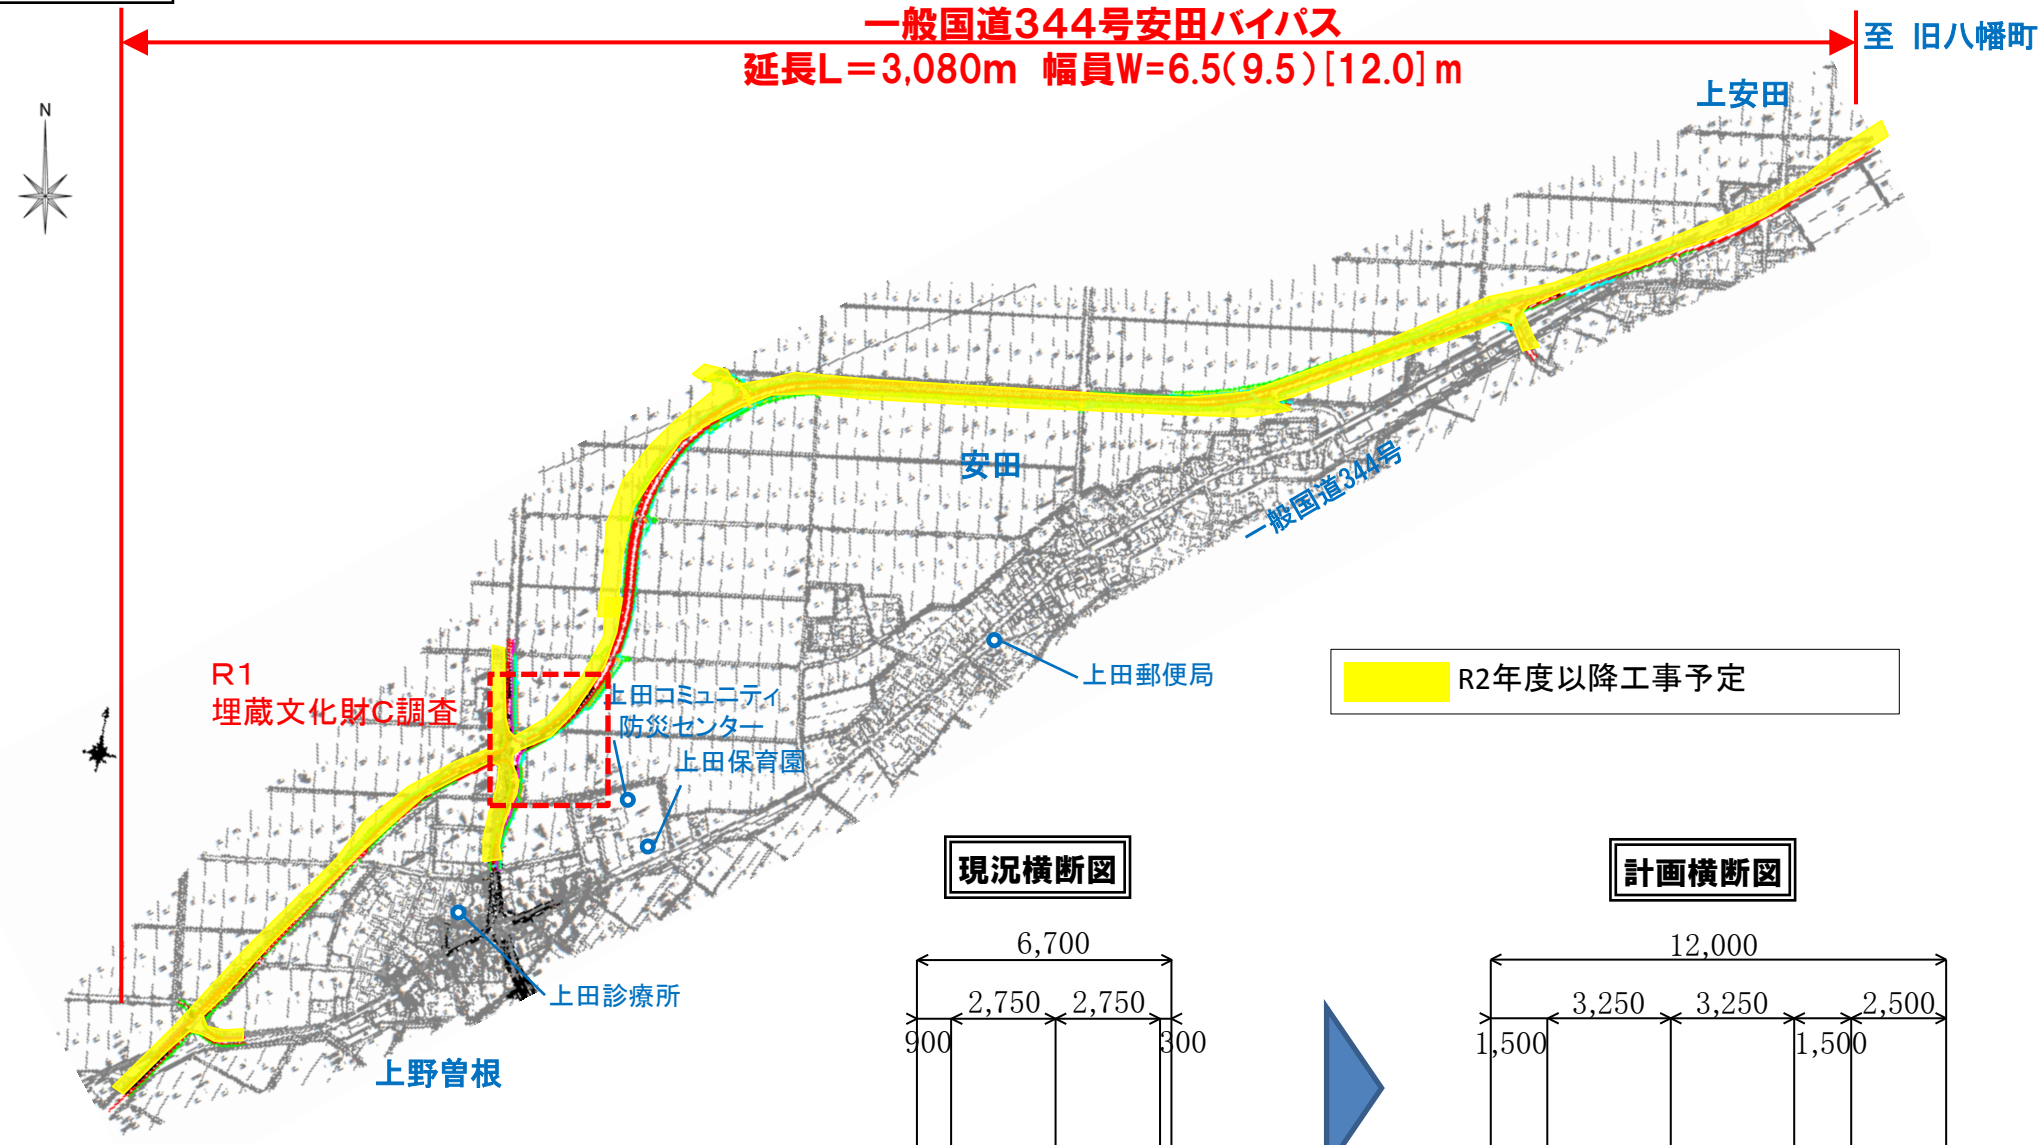 一般国道344号安田バイパス
延長L＝3,080m 幅員W=6.5(9.5)[12.0]m
至 旧八幡町
上安田
N
安田
一般国道344号
R1
埋蔵文化財C調査
上田コミュニティ
防災センター
上田保育園
上田郵便局
R2年度以降工事予定
上田診療所
上野曽根
現況横断図
6,700
2,750 2,750
900 300
計画横断図
12,000
3,250 3,250 2,500
1,500 1,500